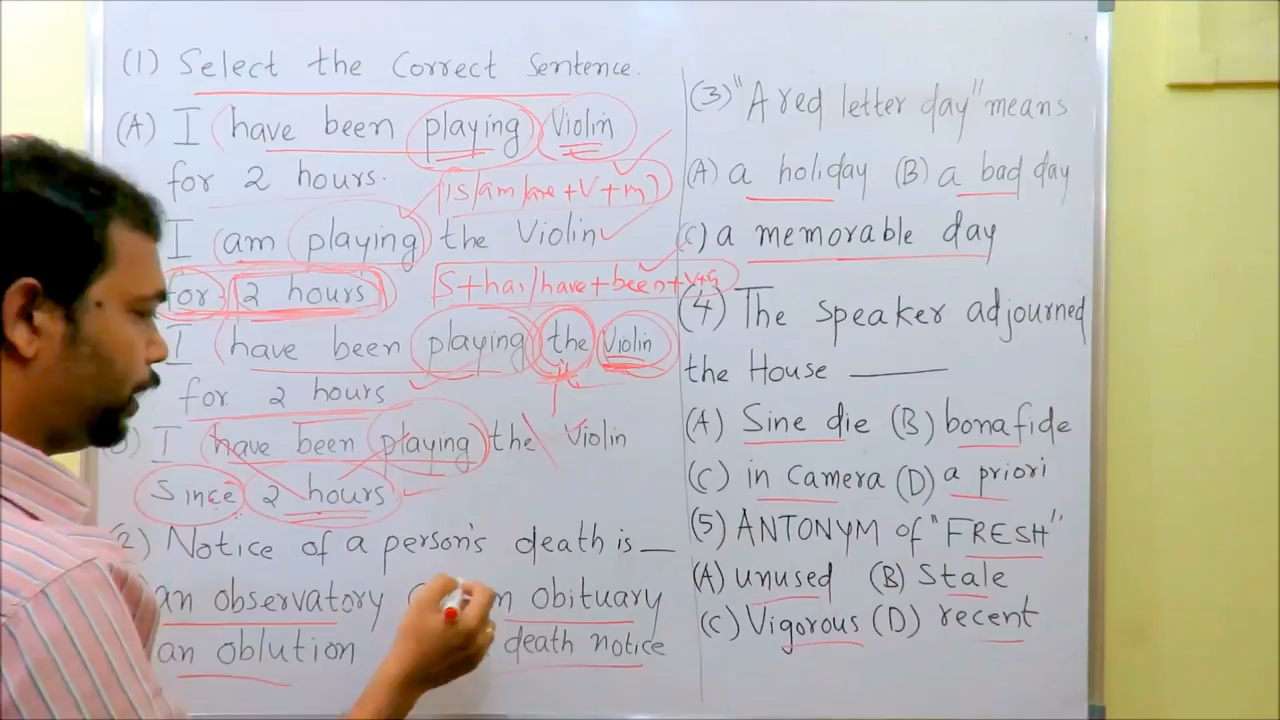 (1) Select the Correct Sentence.
(A) I have been playing Violin
for 2 hours.
(is/am/are + V + ing)
I am playing the Violin
for 2 hours
S + has/have + been + V+ing
I have been playing the Violin
for 2 hours
I have been playing the Violin
Since 2 hours
2) Notice of a person's death is __
an observatory an obituary
an oblution death notice
(3) "A red letter day" means
(A) a holiday (B) a bad day
(C) a memorable day
(4) The speaker adjourned
the House ______
(A) Sine die (B) bonafide
(C) in Camera (D) a priori
(5) ANTONYM of "FRESH"
(A) unused (B) Stale
(C) Vigorous (D) recent